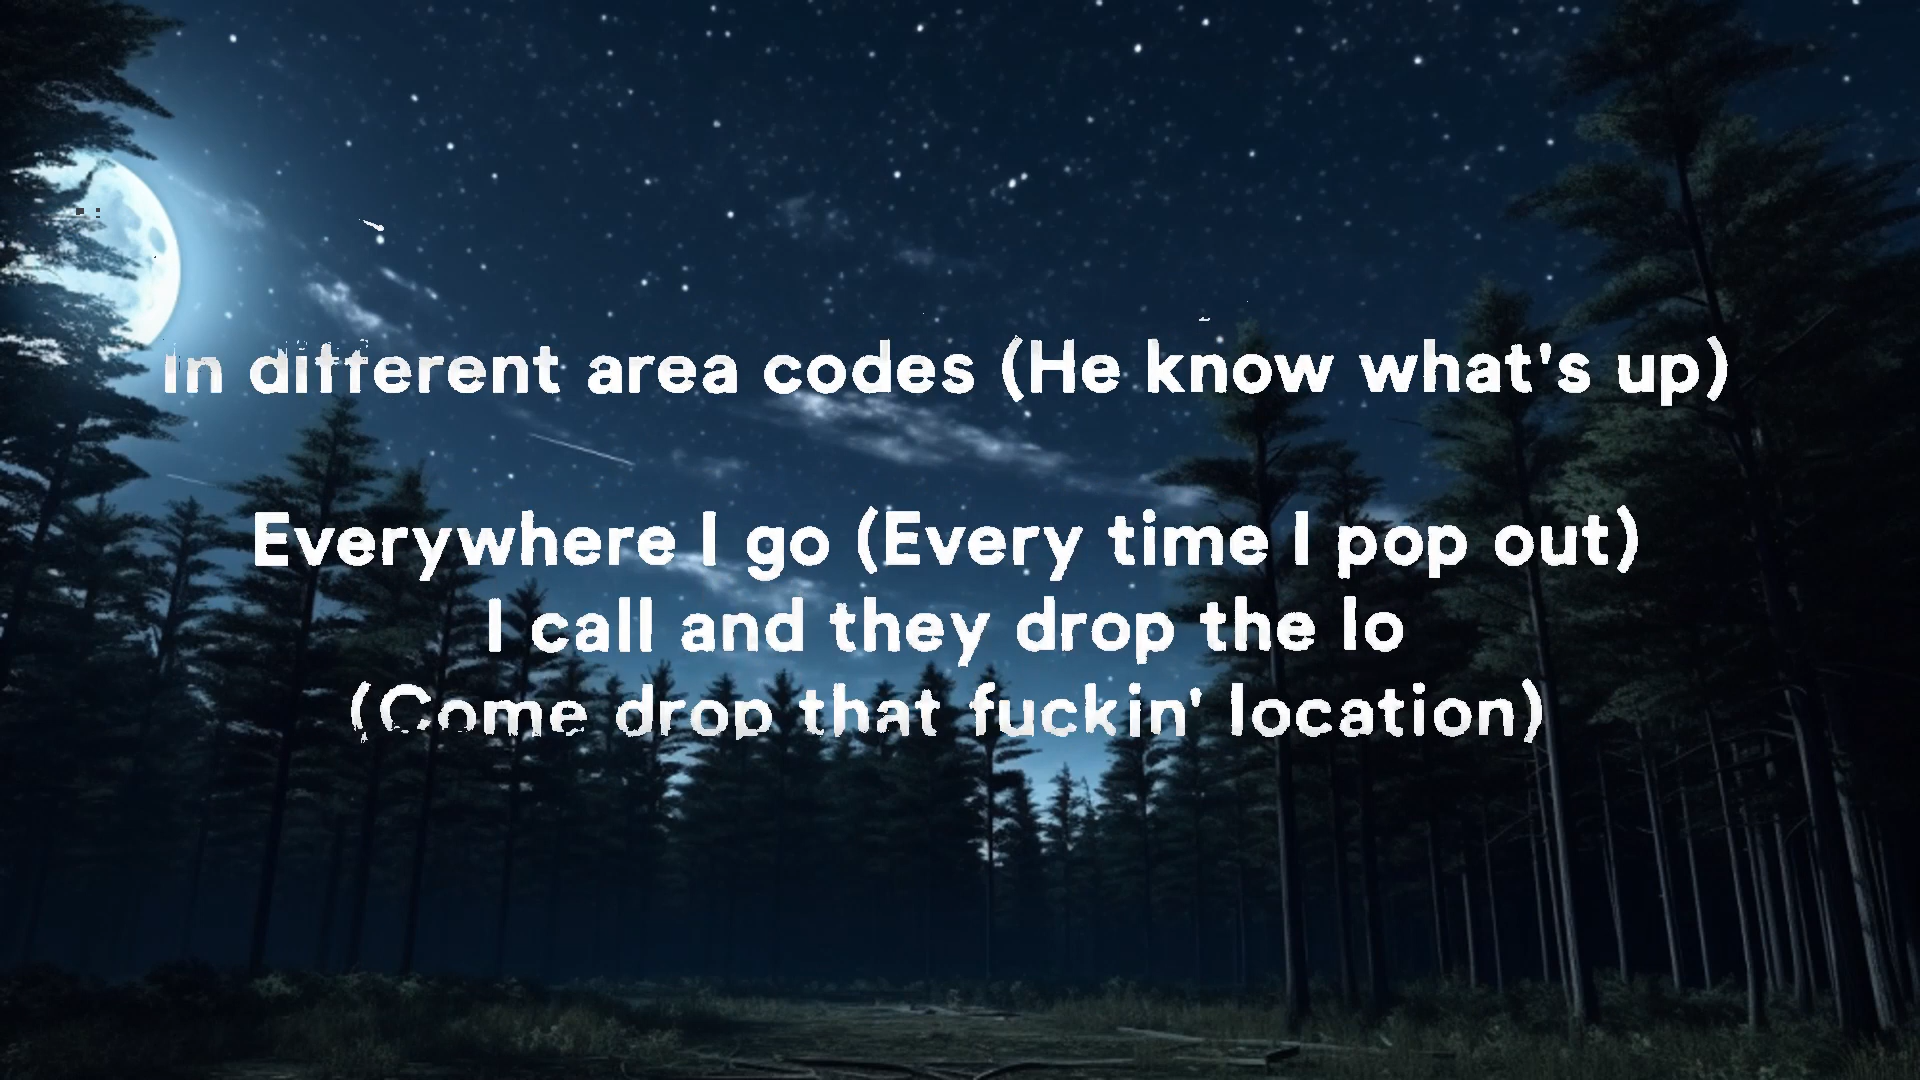 In different area codes (He know what's up)
Everywhere I go (Every time I pop out)
I call and they drop the lo
(Come drop that fuckin' location)